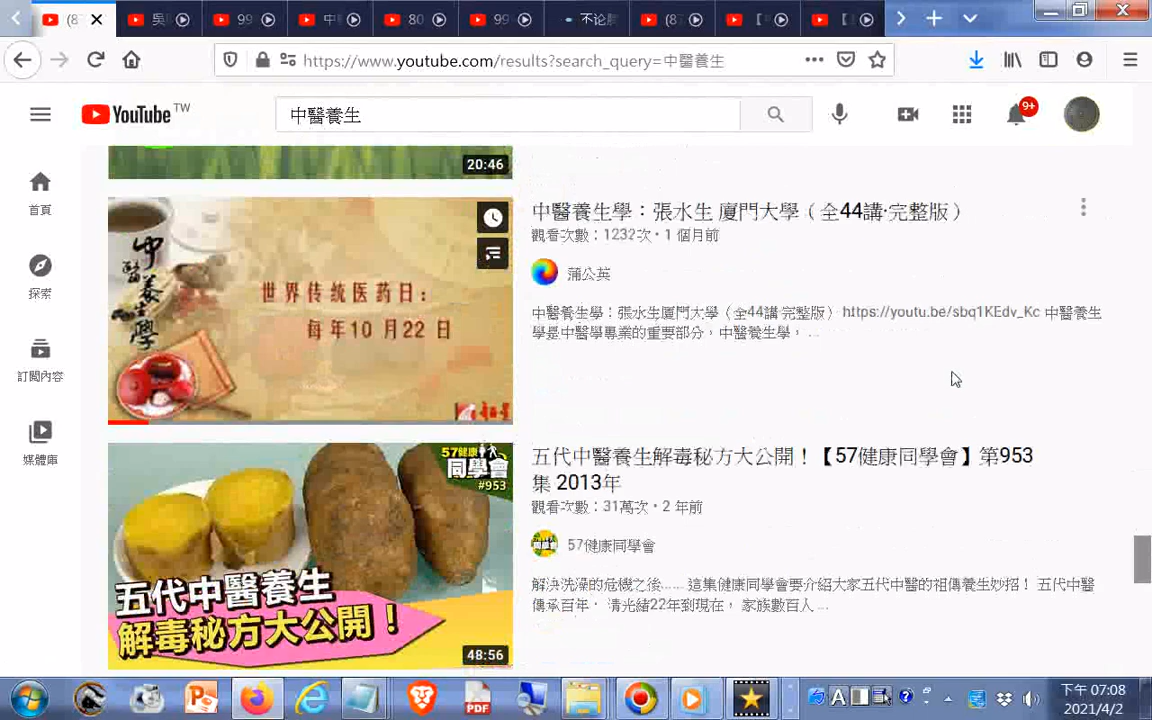 (8
吳
99
中
80
99
不论
(8
【
【
https://www.youtube.com/results?search_query=中醫養生
YouTube TW
中醫養生
9+
首頁
探索
訂閱內容
媒體庫
20:46
中醫養生學
世界传统医药日：
每年10月22日
中醫養生學：張水生 廈門大學（全44講·完整版）
觀看次數：1232次 • 1 個月前
蒲公英
中醫養生學：張水生廈門大學（全44講·完整版） https://youtu.be/sbq1KEdv_Kc 中醫養生
學是中醫學專業的重要部分，中醫養生學， ...
57健康
同學會
#953
五代中醫養生
解毒秘方大公開！
48:56
五代中醫養生解毒秘方大公開！【57健康同學會】第953
集 2013年
觀看次數：31萬次 • 2 年前
57健康同學會
解決洗澡的危機之後...... 這集健康同學會要介紹大家五代中醫的祖傳養生妙招！ 五代中醫
傳承百年， 清光緒22年到現在， 家族數百人 ...
PDF
A
下午 07:08
2021/4/2